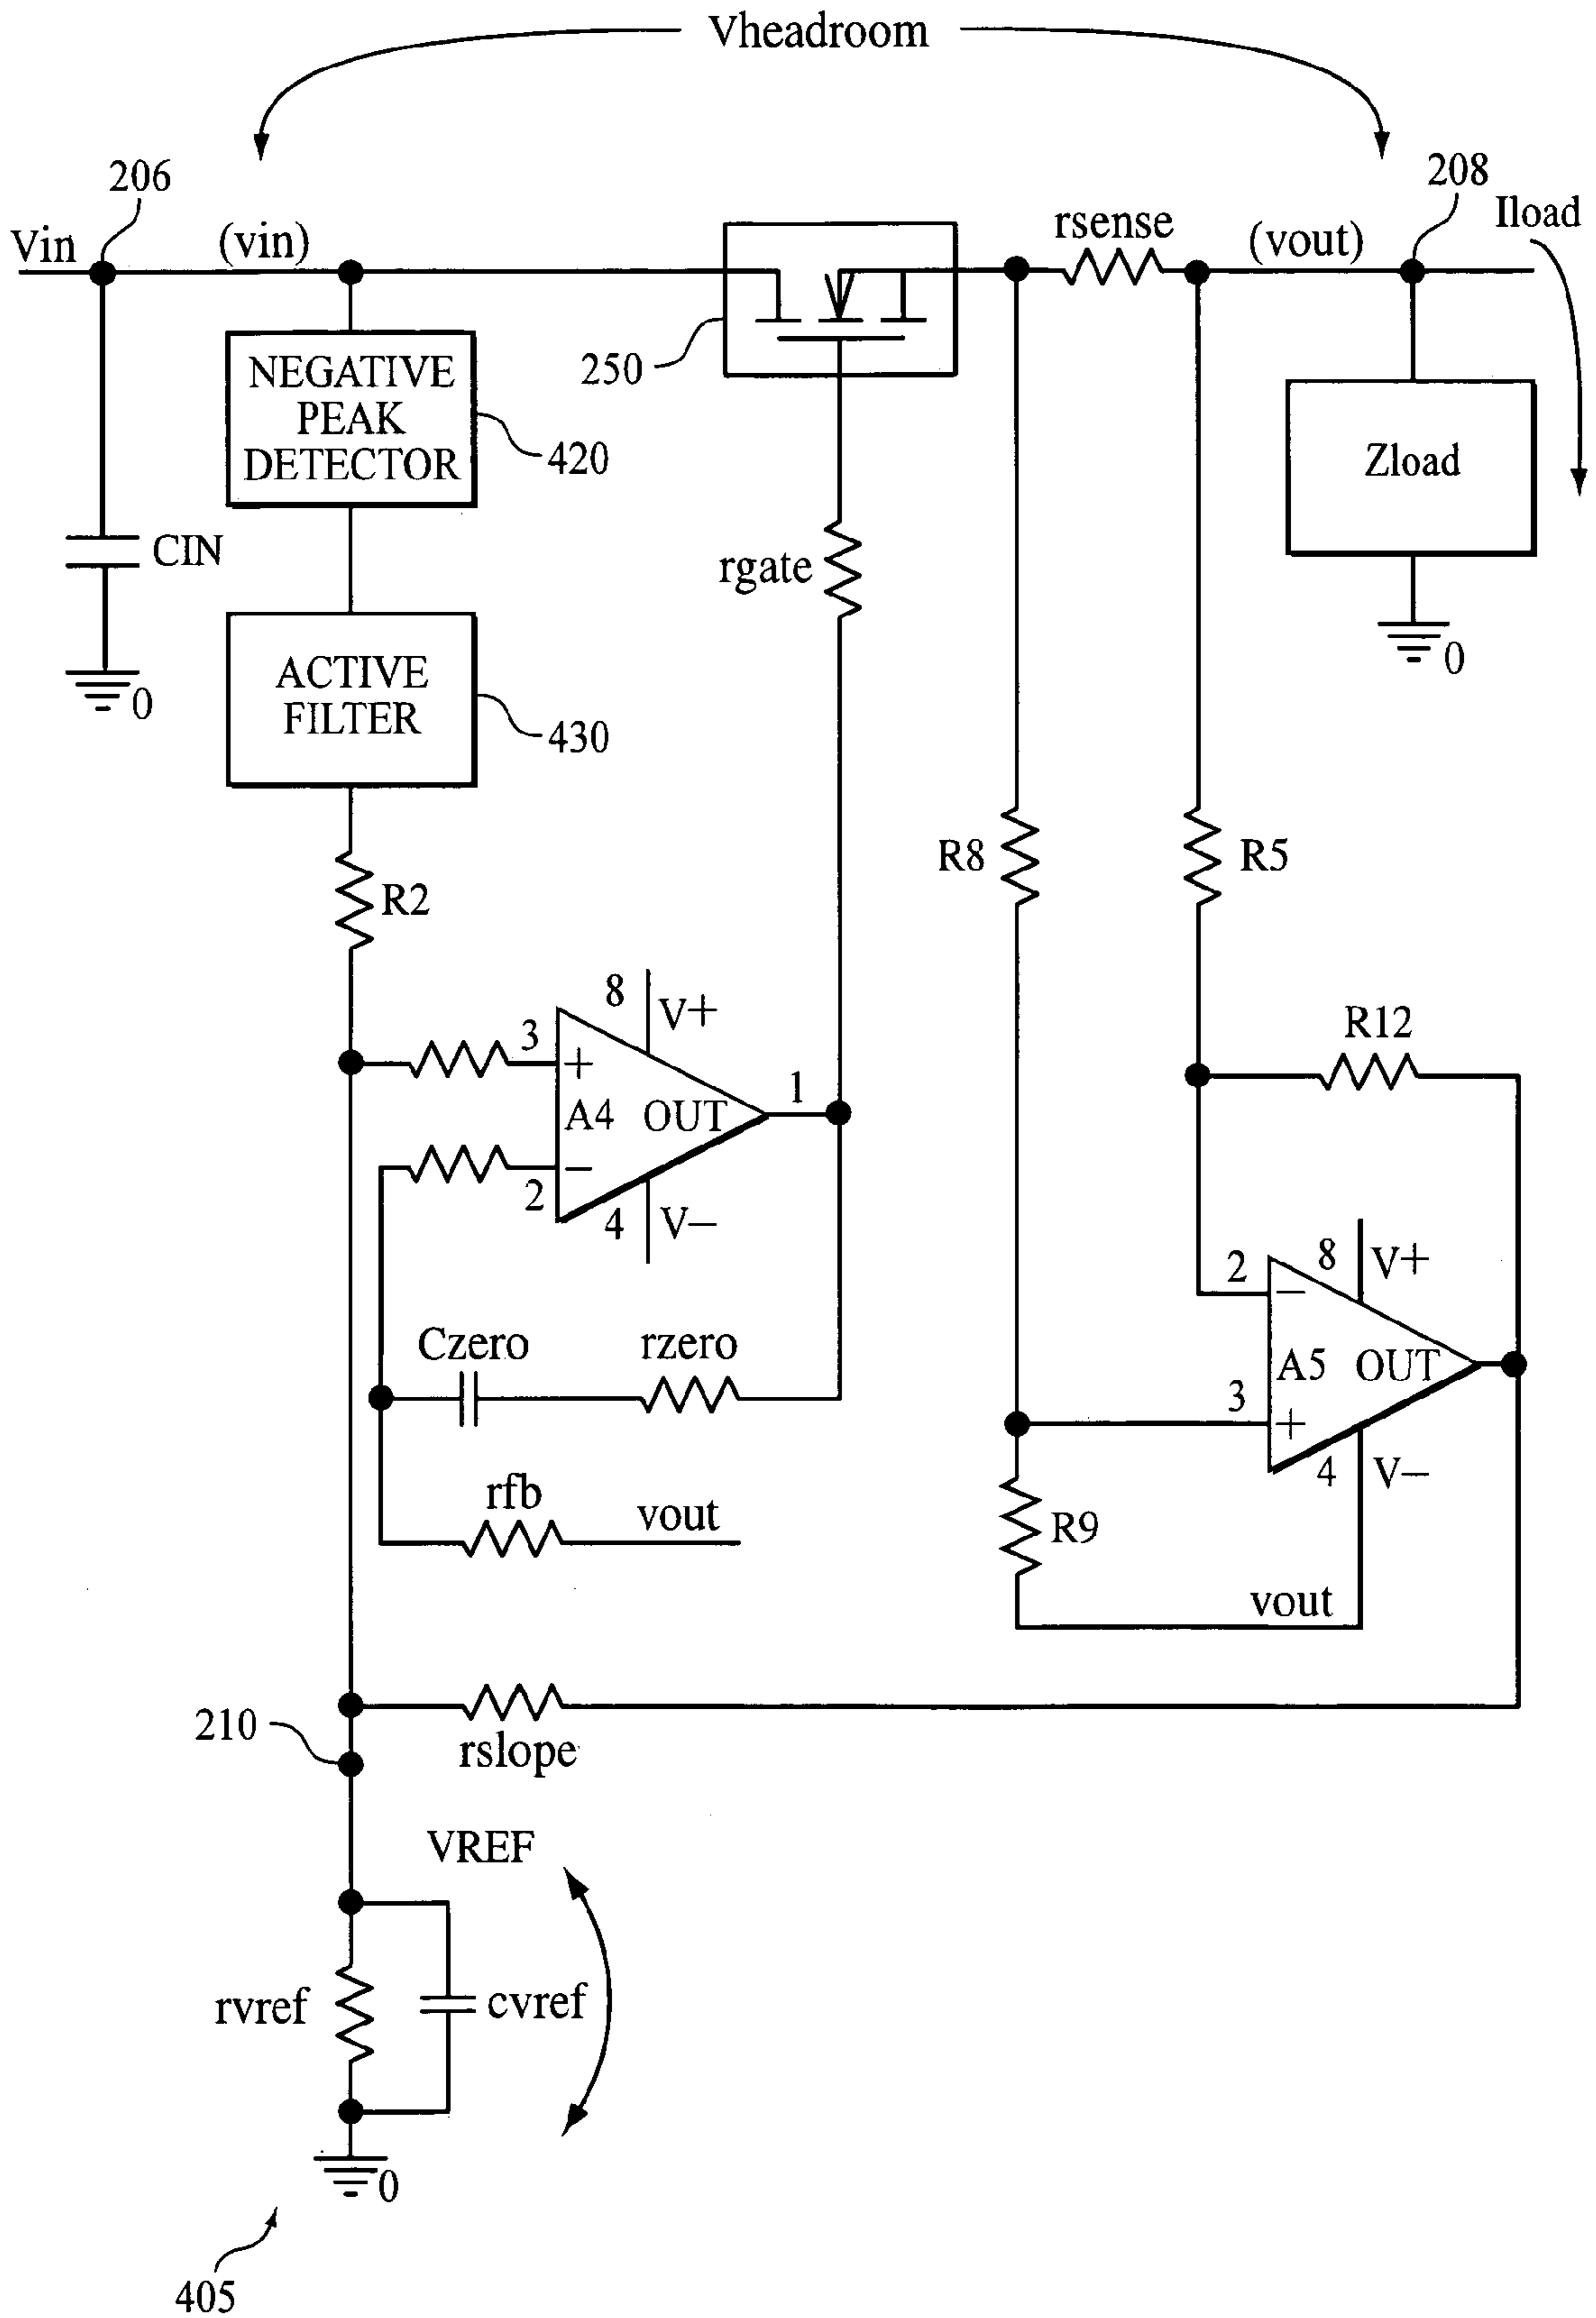 Vheadroom
206
208
Vin
(vin)
rsense
(vout)
Iload
250
NEGATIVE
PEAK
DETECTOR
420
Zload
CIN
rgate
0
0
ACTIVE
FILTER
430
R2
R8
R5
8
V+
3
+
A4
OUT
1
−
2
4
V−
R12
2
8
V+
−
A5
OUT
3
+
4
V−
Czero
rzero
rfb
vout
R9
vout
210
rslope
VREF
rvref
cvref
0
405